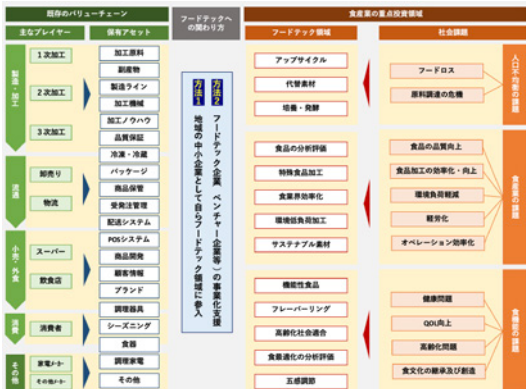 既存のバリューチェーン
フードテックへ
の関わり方
食産業の重点投資領域
主なプレイヤー
保有アセット
フードテック領域
社会課題
製造・加工
1次加工
2次加工
3次加工
加工原料
副産物
製造ライン
加工機械
加工ノウハウ
品質保証
冷凍・冷蔵
流通
卸売り
物流
パッケージ
商品保管
受発注管理
配送システム
小売・外食
スーパー
飲食店
POSシステム
商品開発
顧客情報
ブランド
消費
消費者
調理器具
シーズニング
食器
その他
家電メーカー
その他メーカー
調理家電
その他
方法1
地域の中小企業として自らフードテック領域に参入
方法2
フードテック企業 ベンチャー企業等)の事業化支援
アップサイクル
代替素材
培養・発酵
食品の分析評価
特殊食品加工
食業界効率化
環境低負荷加工
サステナブル素材
機能性食品
フレーバーリング
高齢化社会適合
食最適化の分析評価
五感調節
フードロス
原料調達の危機
人口不均衡の課題
食品の品質向上
食品加工の効率化・向上
環境負荷軽減
軽労化
オペレーション効率化
食産業の課題
健康問題
QOL向上
高齢化問題
食文化の継承及び創造
食機能の課題